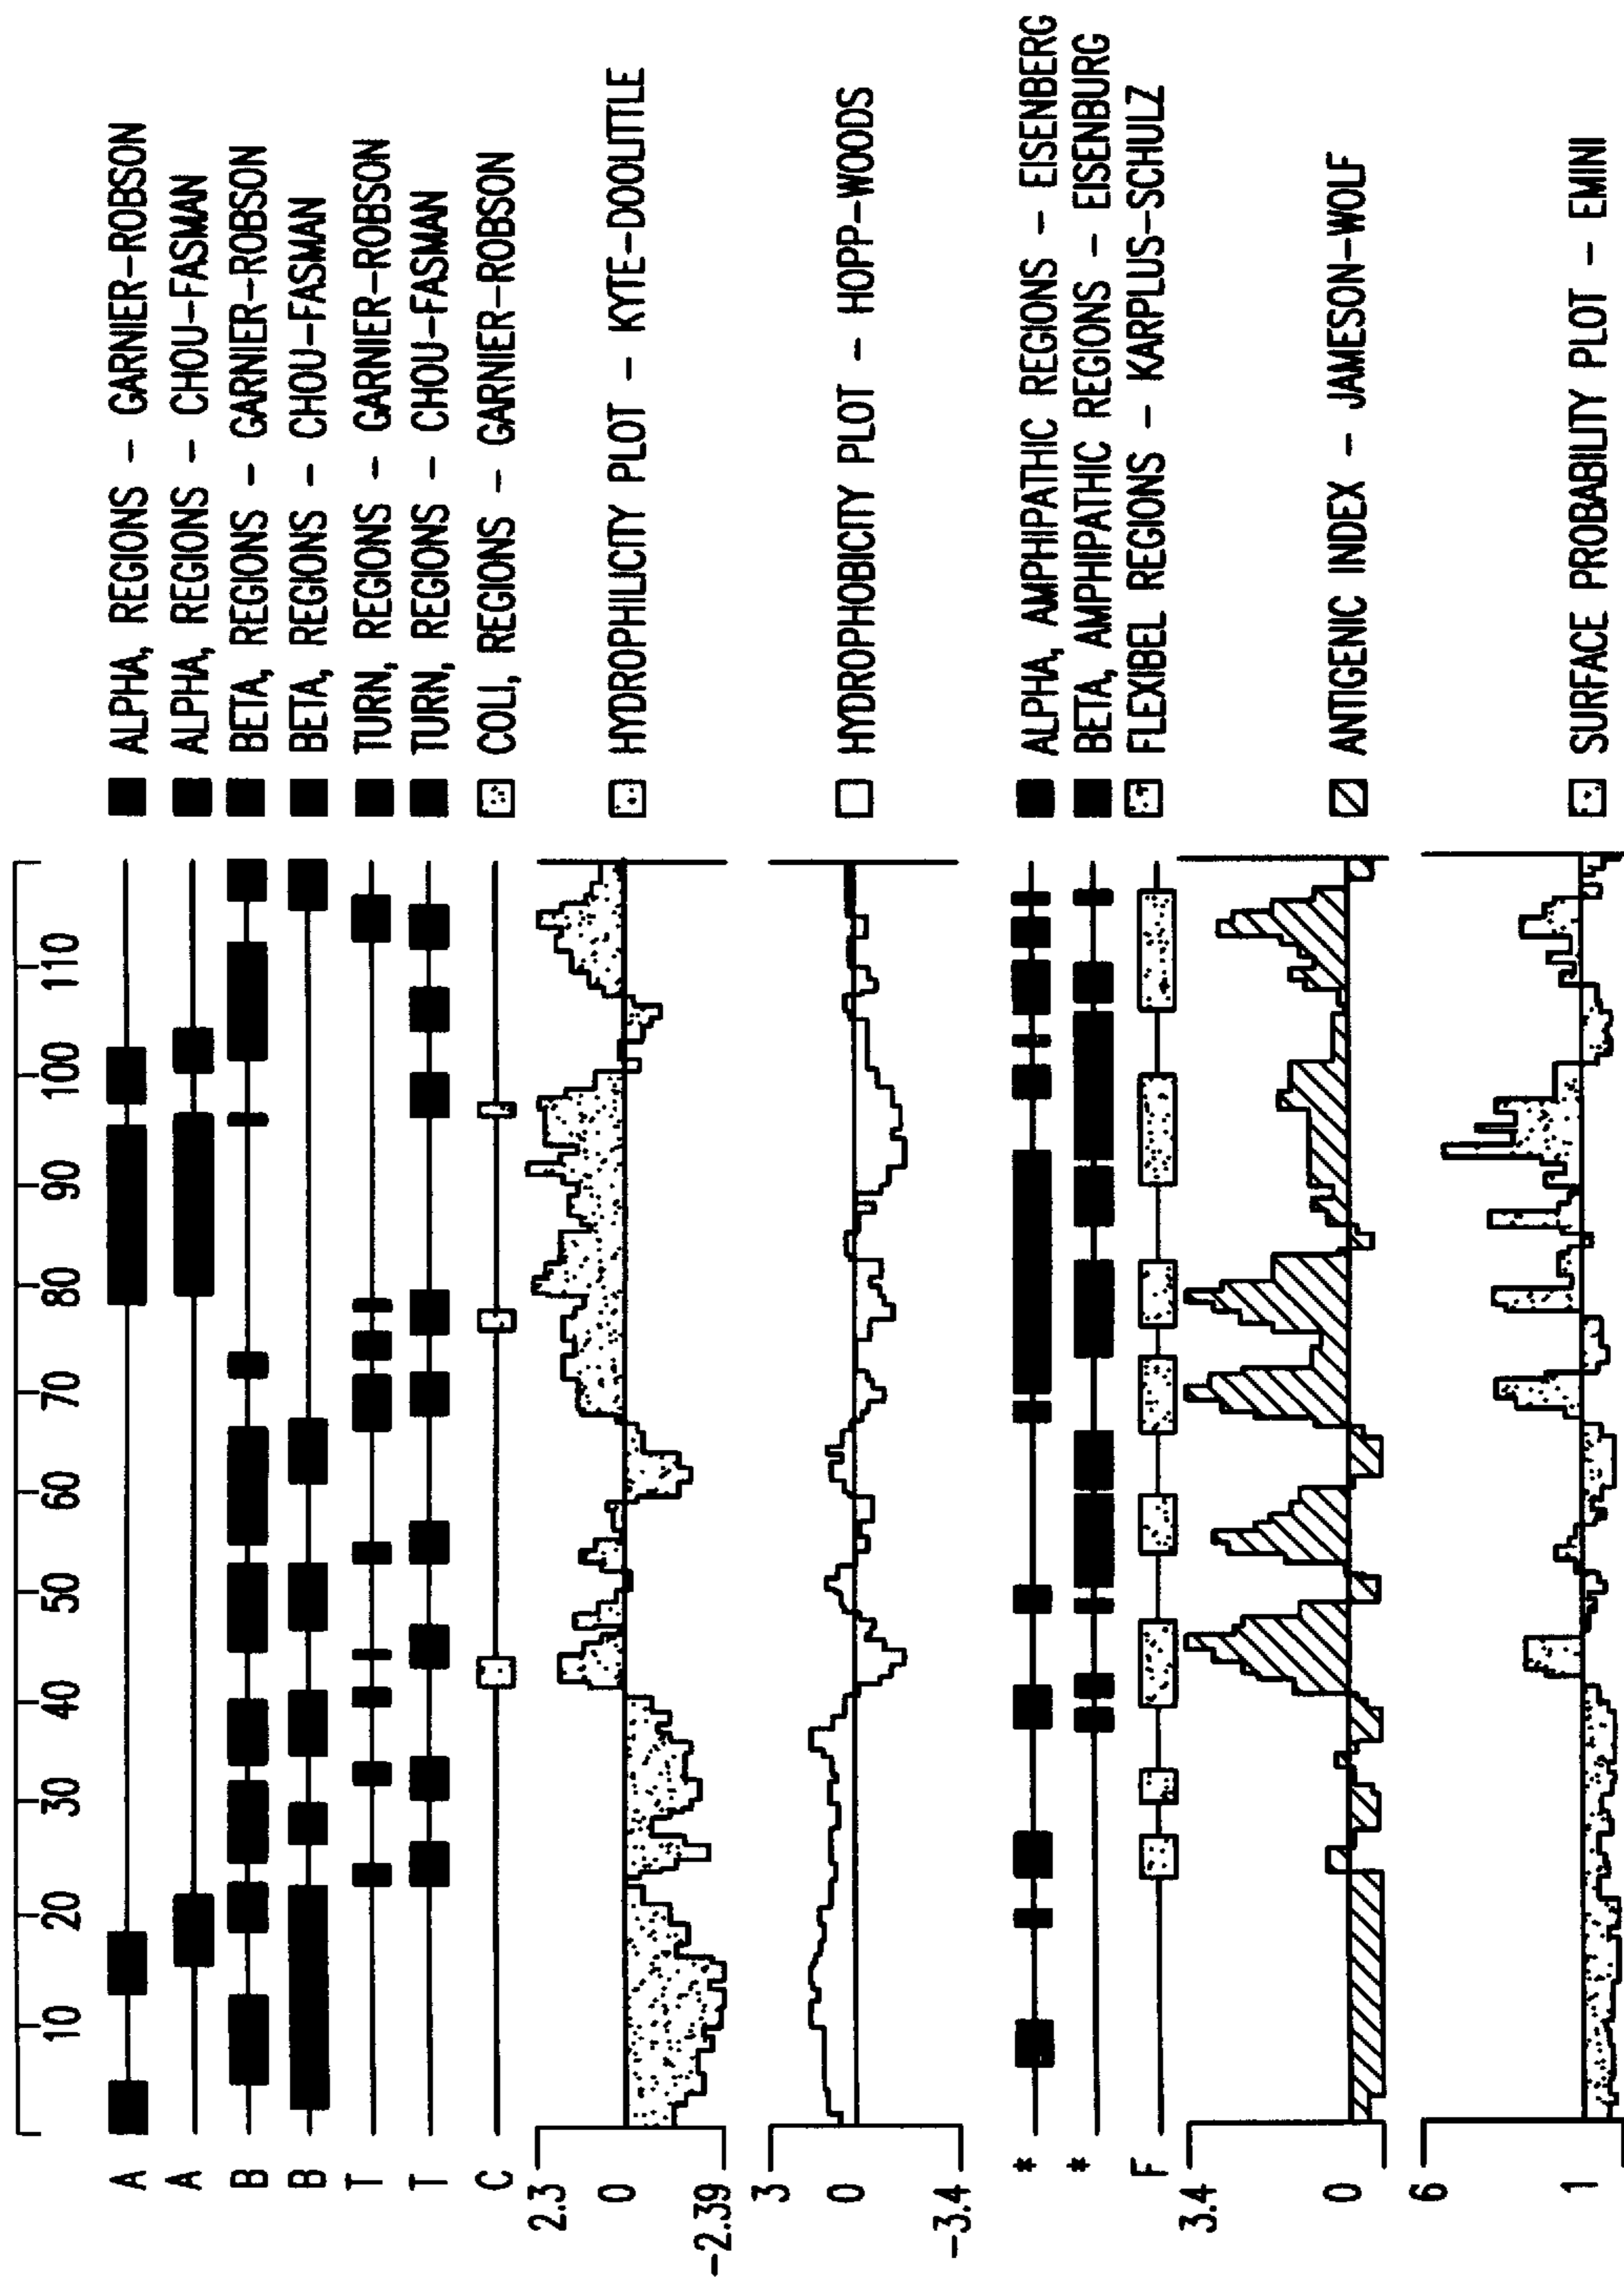 10 20 30 40 50 60 70 80 90 100 110
A ALPHA, REGIONS - GARNIER-ROBSON
A ALPHA, REGIONS - CHOU-FASMAN
B BETA, REGIONS - GARNIER-ROBSON
B BETA, REGIONS - CHOU-FASMAN
T TURN, REGIONS - GARNIER-ROBSON
T TURN, REGIONS - CHOU-FASMAN
C COLI, REGIONS - GARNIER-ROBSON
2.3
0 HYDROPHILICITY PLOT - KYTE-DOOLITTLE
-2.39
3
0 HYDROPHOBICITY PLOT - HOPP-WOODS
-3.4
* ALPHA, AMPHIPATHIC REGIONS - EISENBERG
* BETA, AMPHIPATHIC REGIONS - EISENBURG
F FLEXIBEL REGIONS - KARPLUS-SCHULZ
3.4
0 ANTIGENIC INDEX - JAMESON-WOLF
6
1 SURFACE PROBABILITY PLOT - EMINI